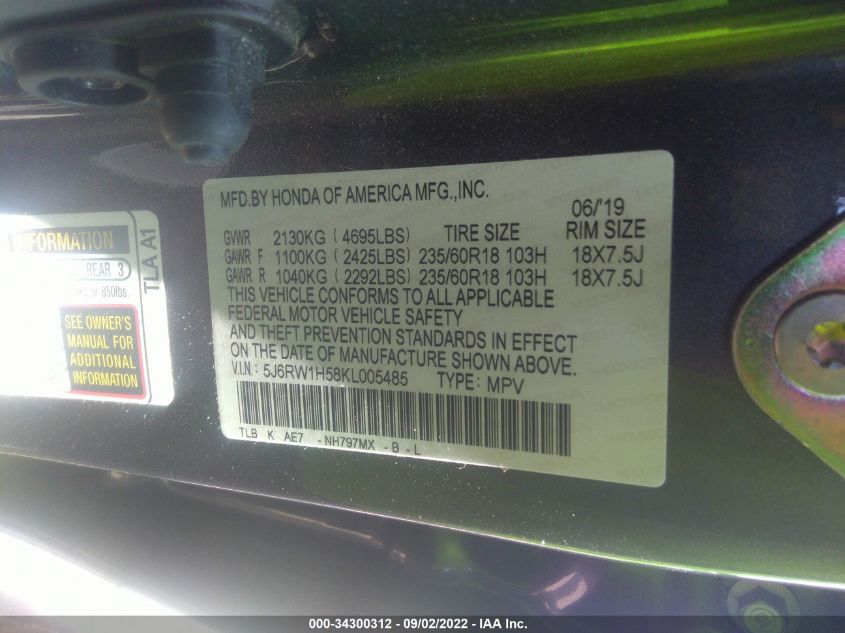 MFD.BY HONDA OF AMERICA MFG.,INC.
06/'19
GVWR 2130KG ( 4695LBS) TIRE SIZE RIM SIZE
GAWR F 1100KG ( 2425LBS) 235/60R18 103H 18X7.5J
GAWR R 1040KG ( 2292LBS) 235/60R18 103H 18X7.5J
THIS VEHICLE CONFORMS TO ALL APPLICABLE
FEDERAL MOTOR VEHICLE SAFETY
AND THEFT PREVENTION STANDARDS IN EFFECT
ON THE DATE OF MANUFACTURE SHOWN ABOVE.
V.I.N.: 5J6RW1H58KL005485 TYPE: MPV
TLB K AE7 -NH797MX -B -L
INFORMATION
REAR 3
or 850lbs.
SEE OWNER'S
MANUAL FOR
ADDITIONAL
INFORMATION
TLA A1
000-34300312 - 09/02/2022 - IAA Inc.